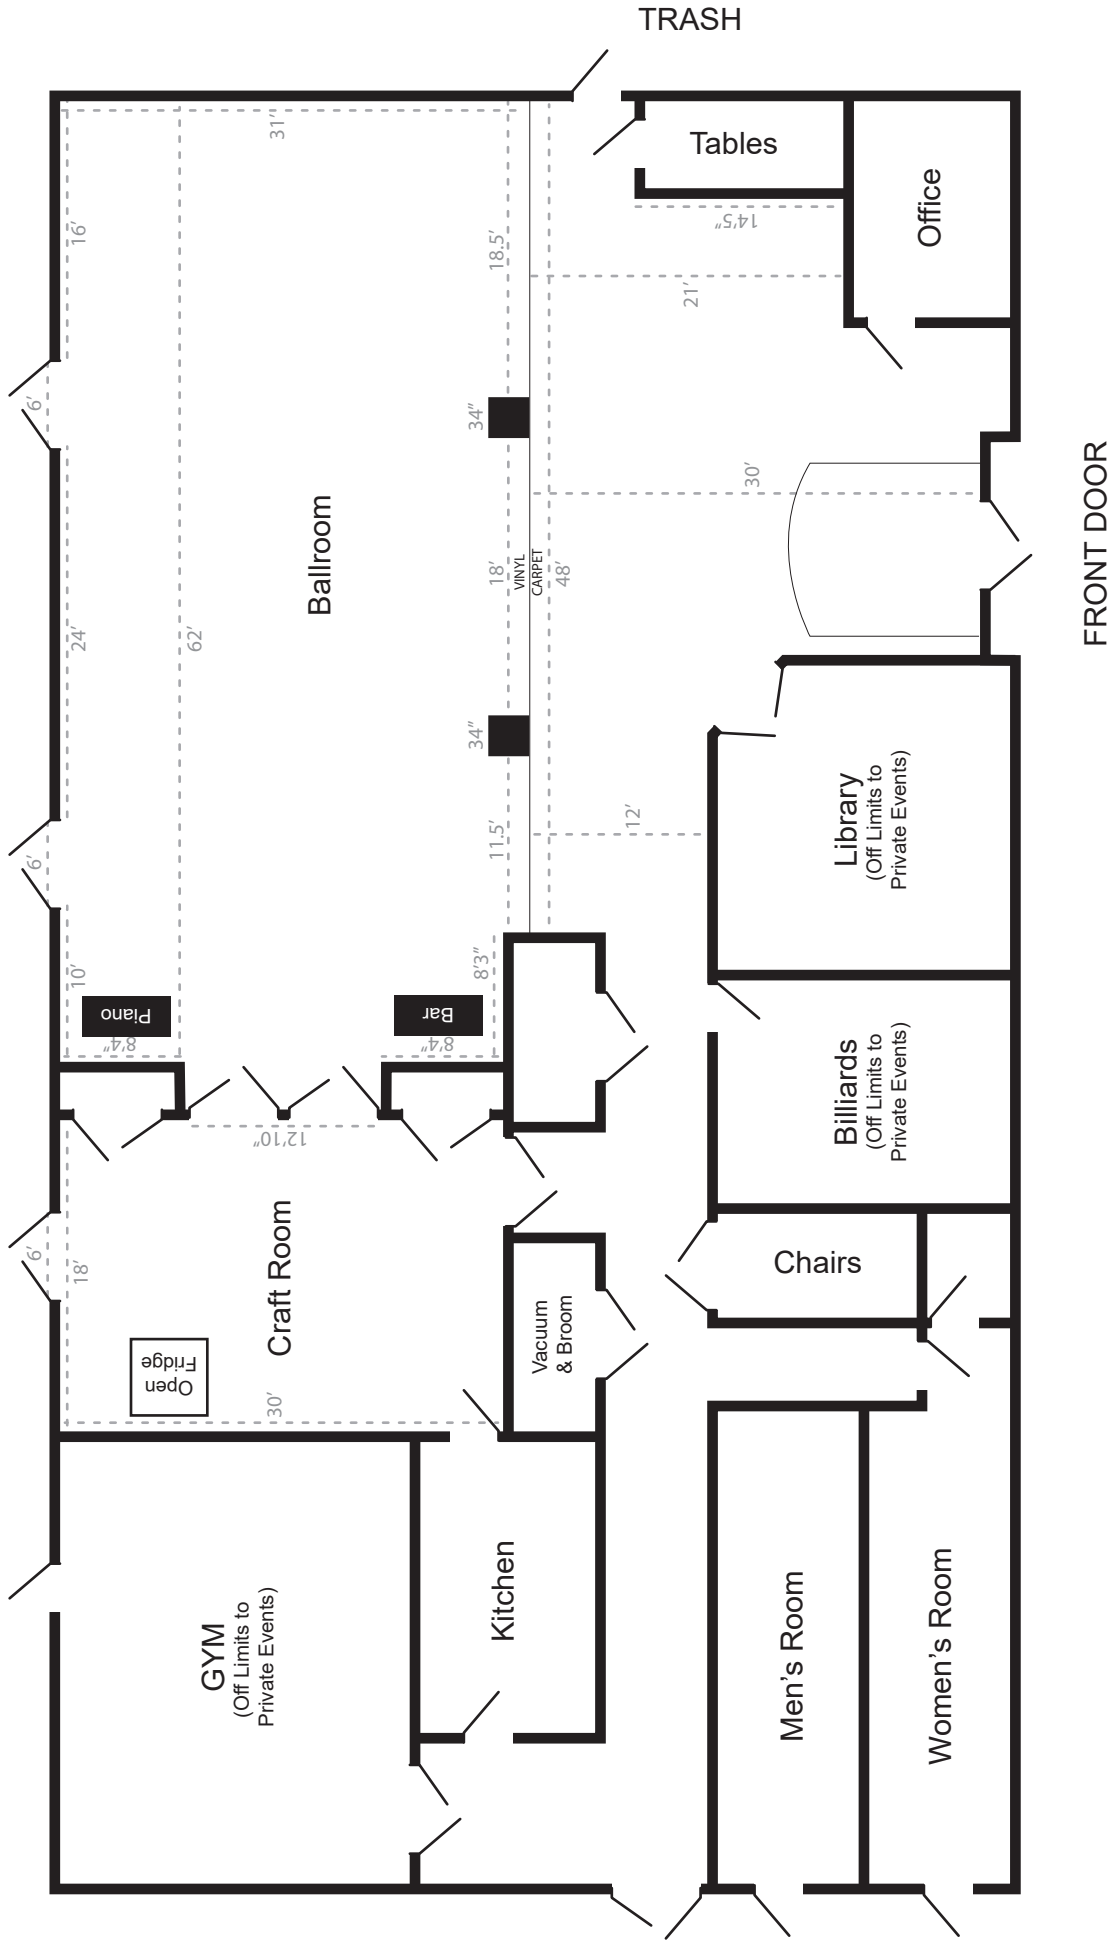 TRASH
31’
Tables
Office
16’
14’5”
18.5’
21’
6’
34”
30’
FRONT DOOR
Ballroom
18’
VINYL
CARPET
48’
24’
62’
34”
12’
11.5’
Library
(Off Limits to
Private Events)
6’
10’
8’3”
Piano
Bar
8’4”
8’4”
Billiards
(Off Limits to
Private Events)
12’10”
6’
18’
Craft Room
Chairs
Vacuum
& Broom
Open
Fridge
30’
GYM
(Off Limits to
Private Events)
Kitchen
Men’s Room
Women’s Room